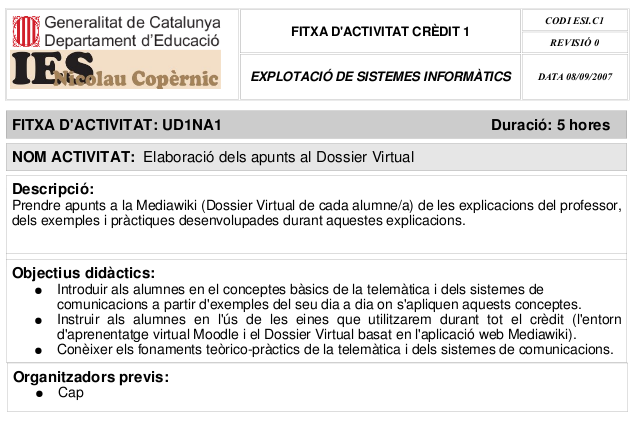 Generalitat de Catalunya
Departament d'Educació
IES
Nicolau Copèrnic
FITXA D'ACTIVITAT CRÈDIT 1
EXPLOTACIÓ DE SISTEMES INFORMÀTICS
CODI ESI.C1
REVISIÓ 0
DATA 08/09/2007
FITXA D'ACTIVITAT: UD1NA1 Duració: 5 hores
NOM ACTIVITAT: Elaboració dels apunts al Dossier Virtual
Descripció:
Prendre apunts a la Mediawiki (Dossier Virtual de cada alumne/a) de les explicacions del professor,
dels exemples i pràctiques desenvolupades durant aquestes explicacions.
Objectius didàctics:
● Introduir als alumnes en el conceptes bàsics de la telemàtica i dels sistemes de
comunicacions a partir d'exemples del seu dia a dia on s'apliquen aquests conceptes.
● Instruir als alumnes en l'ús de les eines que utilitzarem durant tot el crèdit (l'entorn
d'aprenentatge virtual Moodle i el Dossier Virtual basat en l'aplicació web Mediawiki).
● Conèixer els fonaments teòrico-pràctics de la telemàtica i dels sistemes de comunicacions.
Organitzadors previs:
● Cap